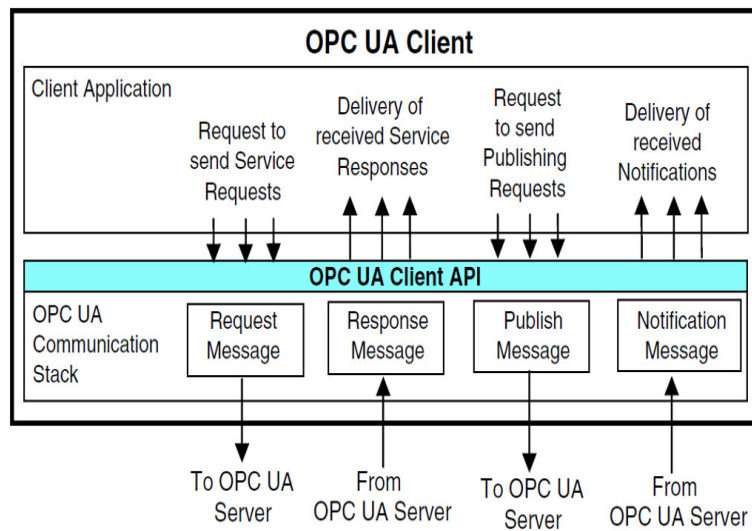 OPC UA Client
Client Application
Request to
send Service
Requests
Delivery of
received Service
Responses
Request
to send
Publishing
Requests
Delivery of
received
Notifications
OPC UA Client API
OPC UA
Communication
Stack
Request
Message
Response
Message
Publish
Message
Notification
Message
To OPC UA
Server
From
OPC UA Server
To OPC UA
Server
From
OPC UA Server